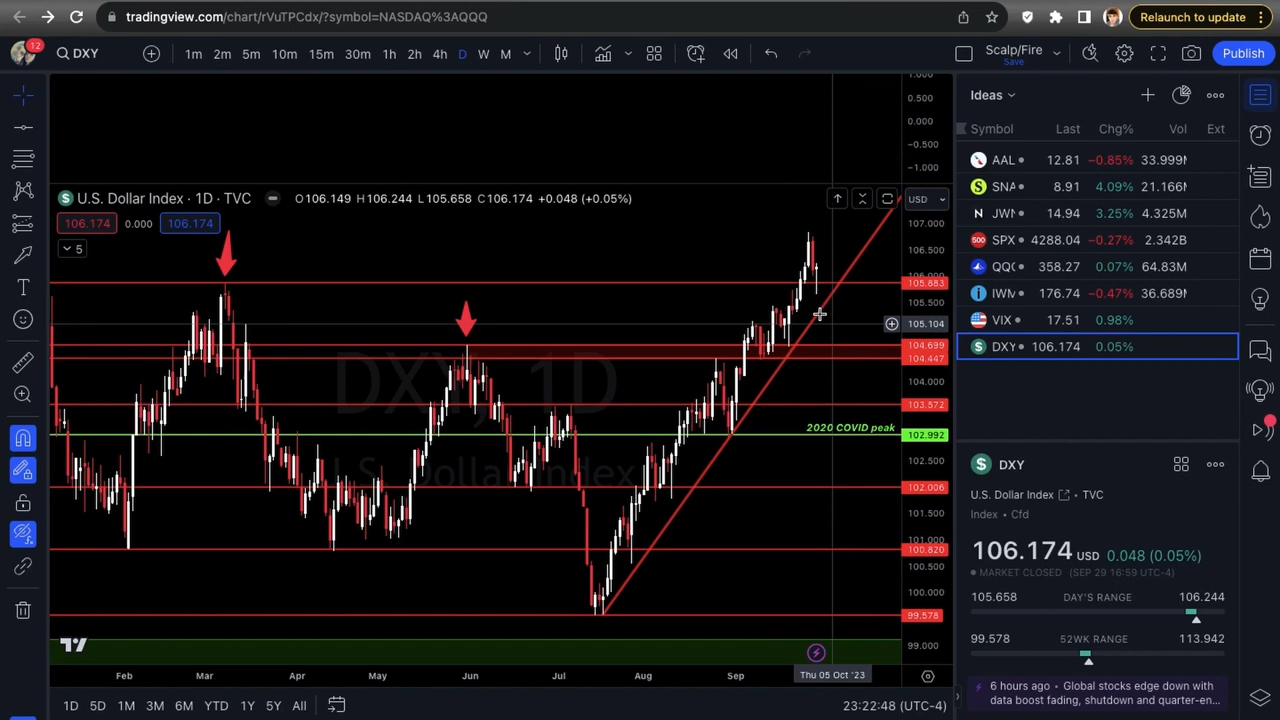 tradingview.com/chart/rVuTPCdx/?symbol=NASDAQ%3AQQQ
Relaunch to update
12
DXY
1m 2m 5m 10m 15m 30m 1h 2h 4h D W M
Scalp/Fire
Save
Publish
1.000
0.500
0.000
−0.500
−1.000
U.S. Dollar Index · 1D · TVC
O106.149 H106.244 L105.658 C106.174 +0.048 (+0.05%)
USD
106.174 0.000 106.174
5
107.000
106.500
106.000
105.883
105.500
105.104
104.699
104.447
104.000
103.572
2020 COVID peak
102.992
102.500
102.006
101.500
101.000
100.820
100.500
100.000
99.578
99.000
DXY, 1D
U.S. Dollar Index
Feb Mar Apr May Jun Jul Aug Sep Thu 05 Oct '23
1D 5D 1M 3M 6M YTD 1Y 5Y All
23:22:48 (UTC-4)
Ideas
Symbol Last Chg% Vol Ext
AAL 12.81 −0.85% 33.999M
SNA 8.91 4.09% 21.166M
JWN 14.94 3.25% 4.325M
SPX 4288.04 −0.27% 2.342B
QQQ 358.27 0.07% 64.83M
IWM 176.74 −0.47% 36.689M
VIX 17.51 0.98%
DXY 106.174 0.05%
DXY
U.S. Dollar Index · TVC
Index · Cfd
106.174 USD 0.048 (0.05%)
MARKET CLOSED (SEP 29 16:59 UTC-4)
105.658 DAY'S RANGE 106.244
99.578 52WK RANGE 113.942
6 hours ago · Global stocks edge down with
data boost fading, shutdown and quarter-en...